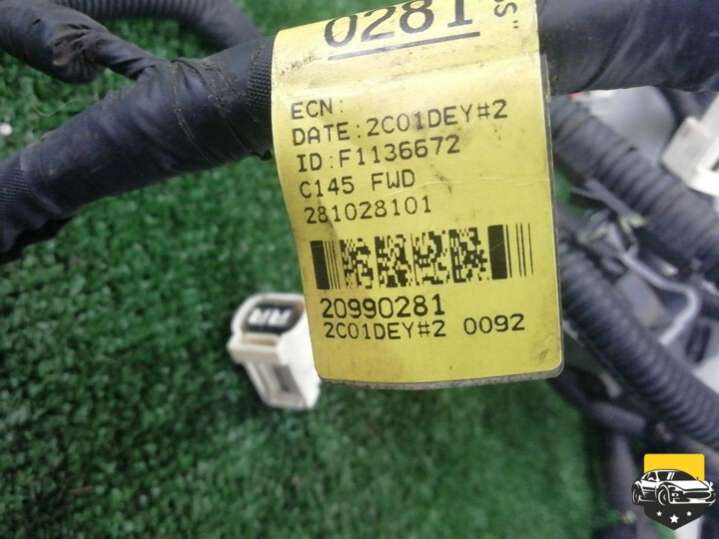 0281
"S
ECN:
DATE:2C01DEY#2
ID:F1136672
C145 FWD
281028101
20990281
2C01DEY#2 0092